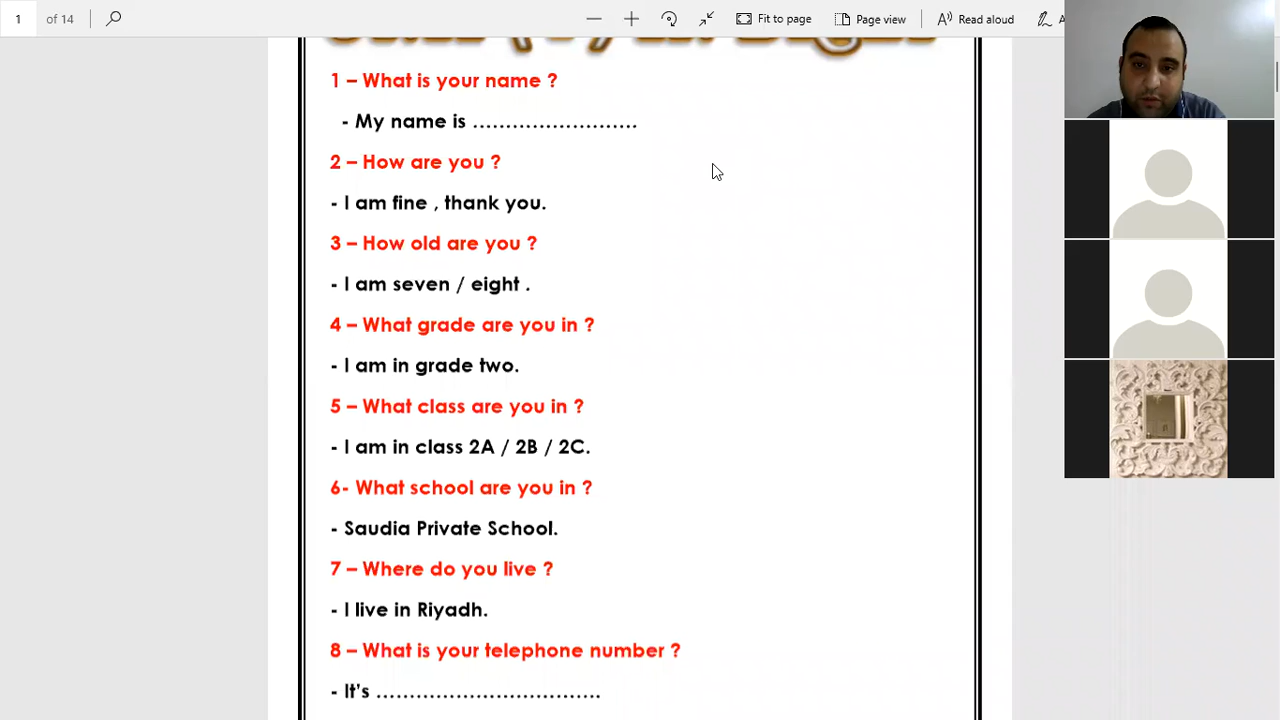 1 of 14
Fit to page
Page view
Read aloud
1 – What is your name ?
- My name is ............................
2 – How are you ?
- I am fine , thank you.
3 – How old are you ?
- I am seven / eight .
4 – What grade are you in ?
- I am in grade two.
5 – What class are you in ?
- I am in class 2A / 2B / 2C.
6- What school are you in ?
- Saudia Private School.
7 – Where do you live ?
- I live in Riyadh.
8 – What is your telephone number ?
- It's ..................................